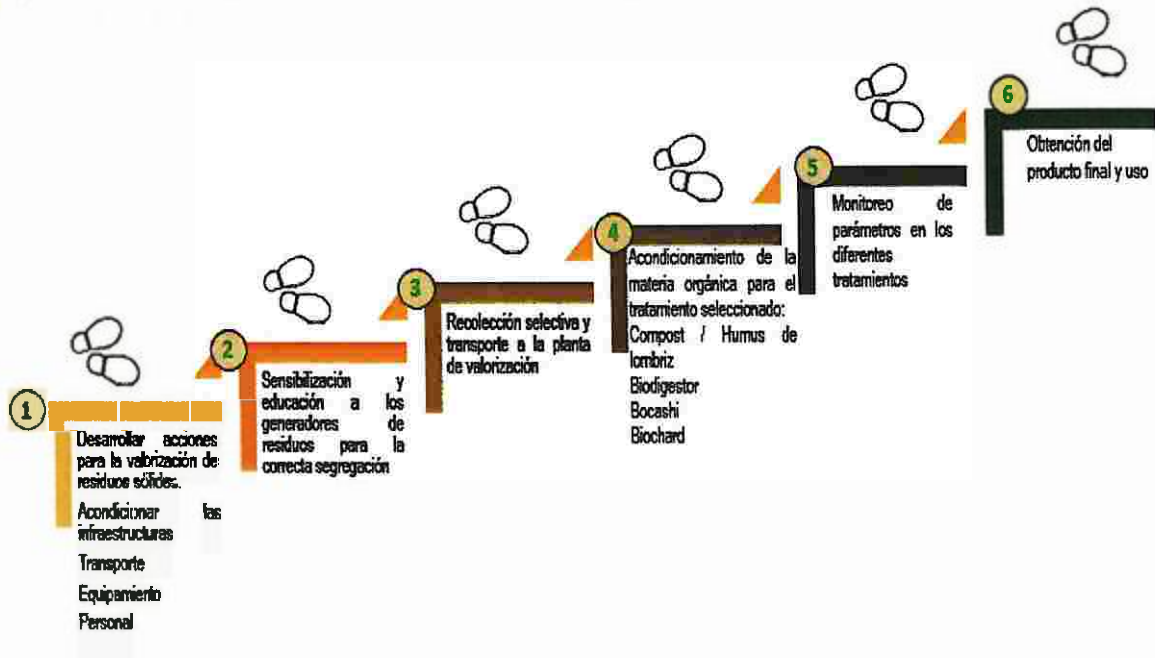 1
Desarrollar acciones
para la valorización de
residuos sólidos.
Acondicionar las
infraestructuras
Transporte
Equipamiento
Personal
2
Sensibilización y
educación a los
generadores de
residuos para la
correcta segregación
3
Recolección selectiva y
transporte a la planta
de valorización
4
Acondicionamiento de la
materia orgánica para el
tratamiento seleccionado:
Compost / Humus de
lombriz
Biodigestor
Bocashi
Biochard
5
Monitoreo de
parámetros en los
diferentes
tratamientos
6
Obtención del
producto final y uso